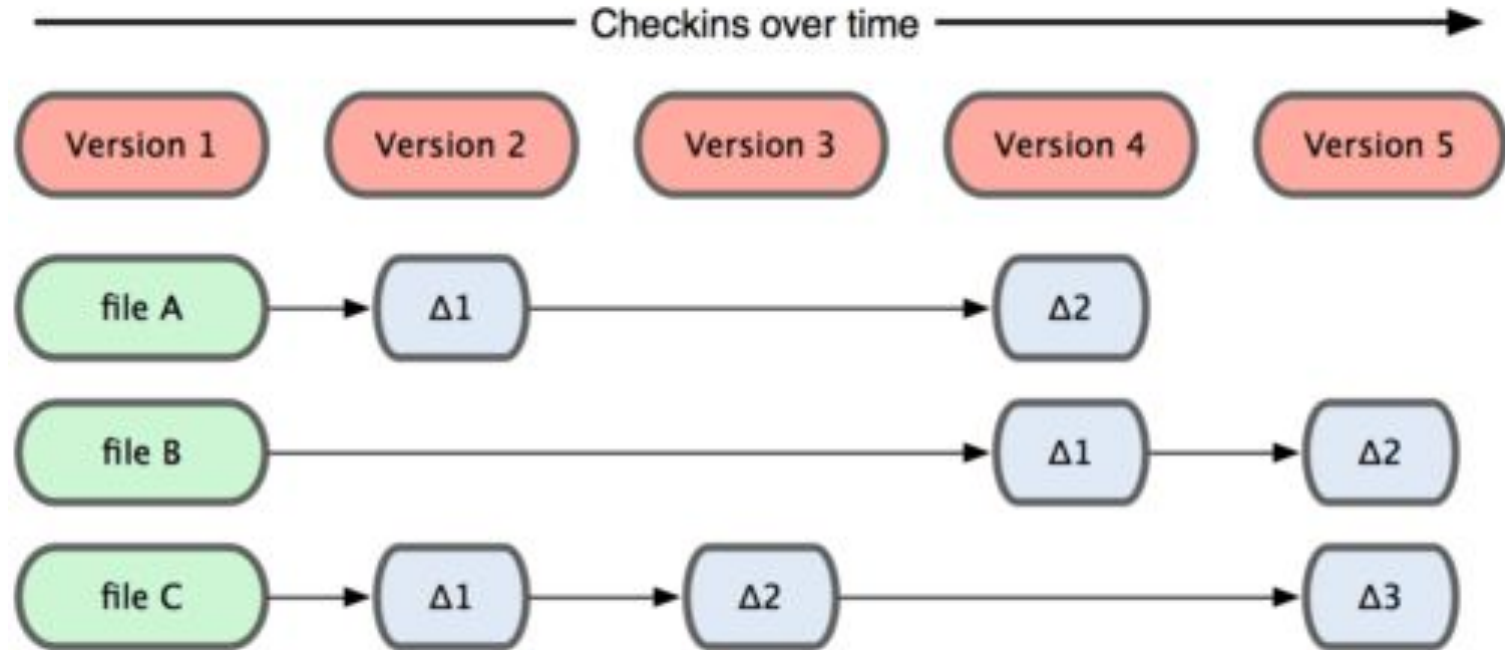 Checkins over time
Version 1 Version 2 Version 3 Version 4 Version 5
file A Δ1 Δ2
file B Δ1 Δ2
file C Δ1 Δ2 Δ3